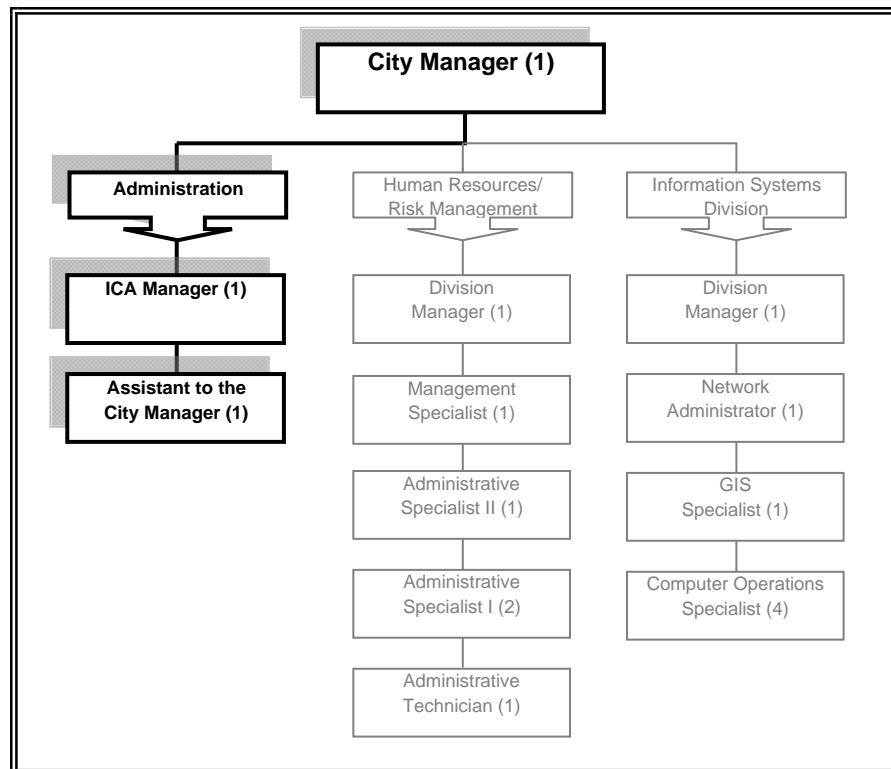 City Manager (1)
Administration
ICA Manager (1)
Assistant to the
City Manager (1)
Human Resources/
Risk Management
Division
Manager (1)
Management
Specialist (1)
Administrative
Specialist II (1)
Administrative
Specialist I (2)
Administrative
Technician (1)
Information Systems
Division
Division
Manager (1)
Network
Administrator (1)
GIS
Specialist (1)
Computer Operations
Specialist (4)